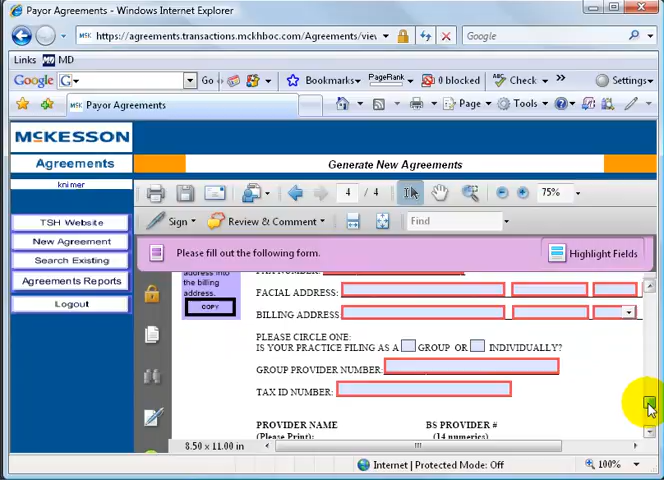 Payor Agreements - Windows Internet Explorer
MSK https://agreements.transactions.mckhboc.com/Agreements/view Google
Links MD
Google G Go Bookmarks PageRank 0 blocked Check » Settings
MSK Payor Agreements Page Tools »
MCKESSON
Agreements Generate New Agreements
knimer
4 / 4 75%
TSH Website Sign Review & Comment Find
New Agreement
Search Existing Please fill out the following form. Highlight Fields
Agreements Reports
Logout
address into
the billing
address.
COPY
FACIAL ADDRESS:
BILLING ADDRESS:
PLEASE CIRCLE ONE:
IS YOUR PRACTICE FILING AS A GROUP OR INDIVIDUALLY?
GROUP PROVIDER NUMBER:
TAX ID NUMBER:
PROVIDER NAME BS PROVIDER #
(Please Print): (14 numerics)
8.50 x 11.00 in
Internet | Protected Mode: Off 100%